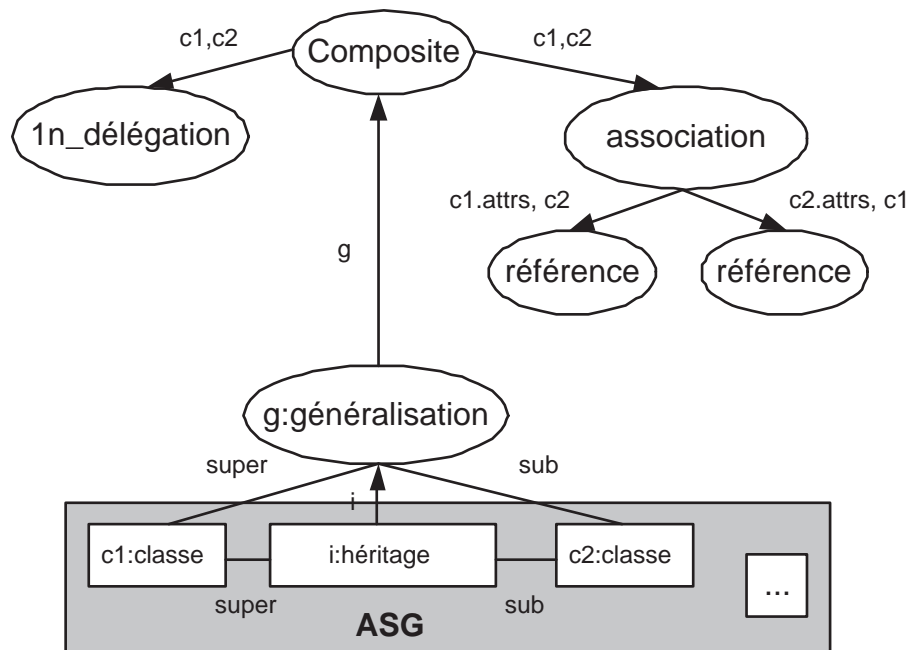 c1,c2
Composite
c1,c2
1n_délégation
association
c1.attrs, c2
c2.attrs, c1
référence
référence
g
g:généralisation
super
sub
i
c1:classe
i:héritage
c2:classe
super
sub
...
ASG